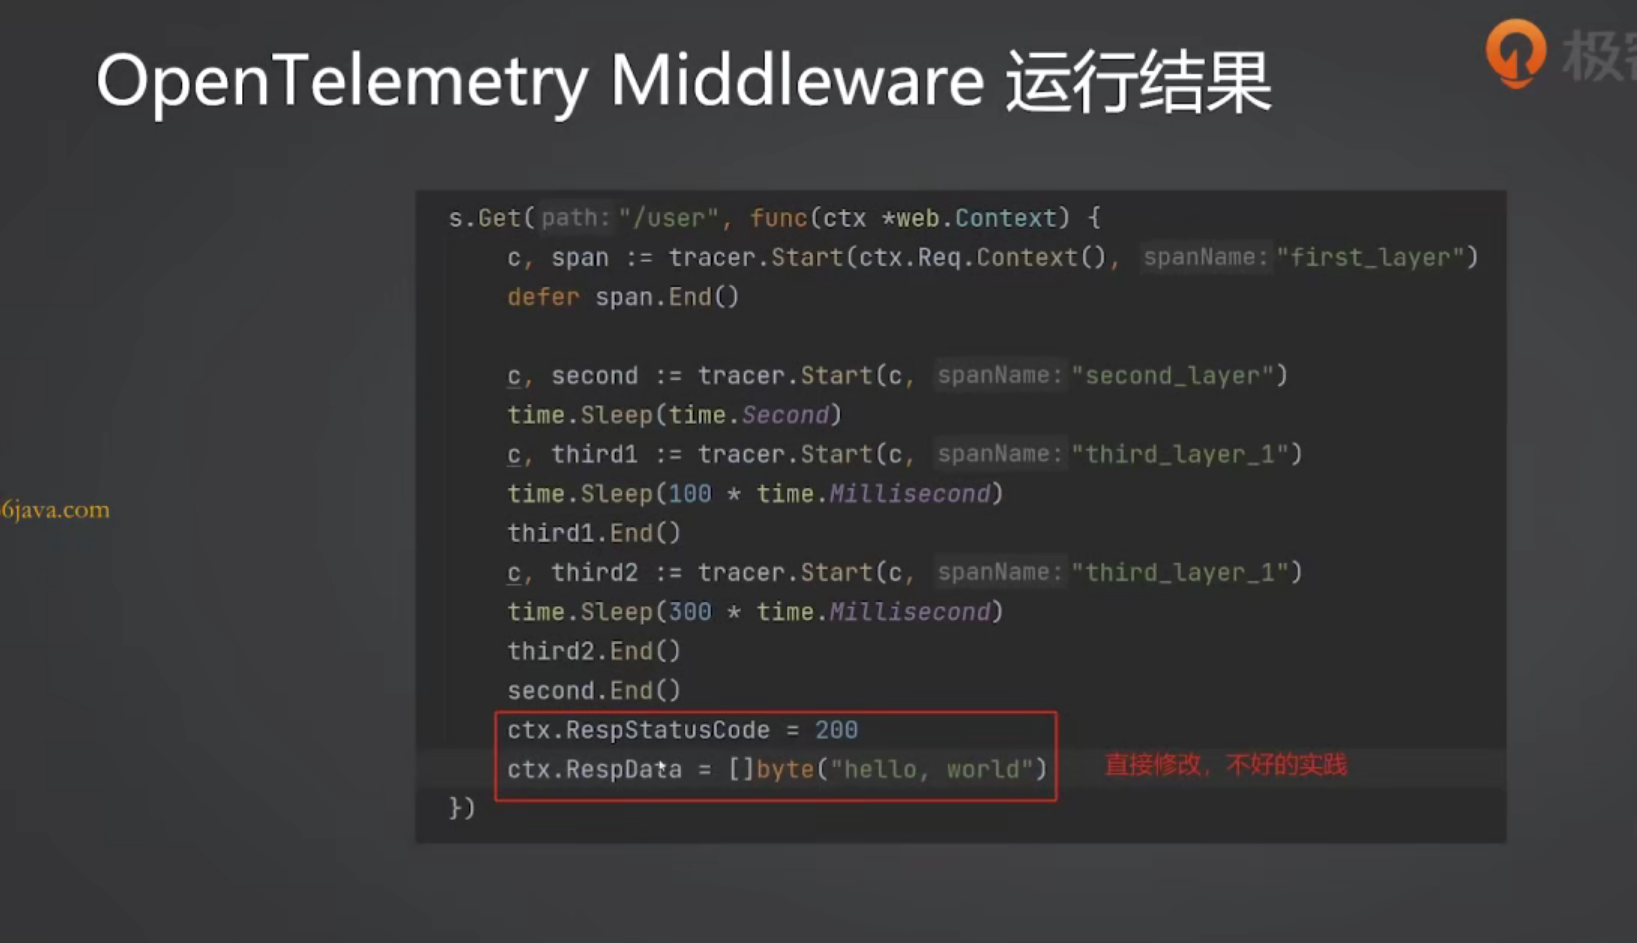 OpenTelemetry Middleware 运行结果
极客
s.Get(path: "/user", func(ctx *web.Context) {
c, span := tracer.Start(ctx.Req.Context(), spanName: "first_layer")
defer span.End()
c, second := tracer.Start(c, spanName: "second_layer")
time.Sleep(time.Second)
c, third1 := tracer.Start(c, spanName: "third_layer_1")
time.Sleep(100 * time.Millisecond)
third1.End()
c, third2 := tracer.Start(c, spanName: "third_layer_1")
time.Sleep(300 * time.Millisecond)
third2.End()
second.End()
ctx.RespStatusCode = 200
ctx.RespData = []byte("hello, world")
直接修改，不好的实践
})
6java.com